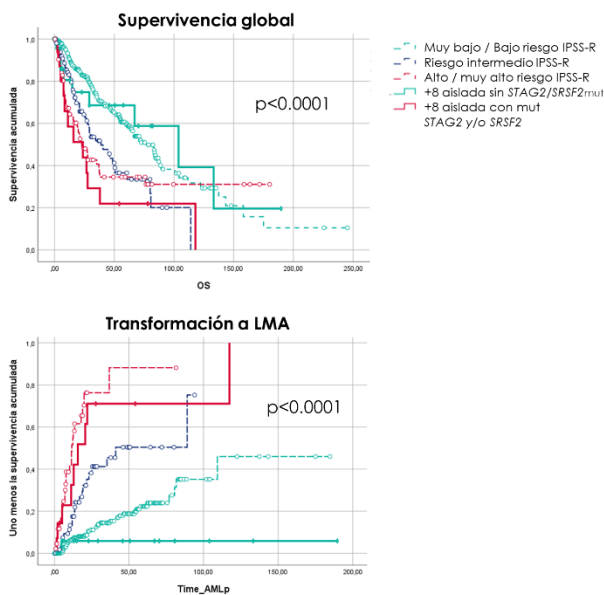 Supervivencia global
Muy bajo / Bajo riesgo IPSS-R
Riesgo intermedio IPSS-R
Alto / muy alto riesgo IPSS-R
+8 aislada sin STAG2/SRSF2mut
+8 aislada con mut
STAG2 y/o SRSF2
Supervivencia acumulada
1,0
0,8
0,6
0,4
0,2
0,0
p<0.0001
,00
50,00
100,00
150,00
200,00
250,00
OS
Transformación a LMA
Uno menos la supervivencia acumulada
1,0
0,8
0,6
0,4
0,2
0,0
p<0.0001
,00
50,00
100,00
150,00
200,00
Time_AMLp